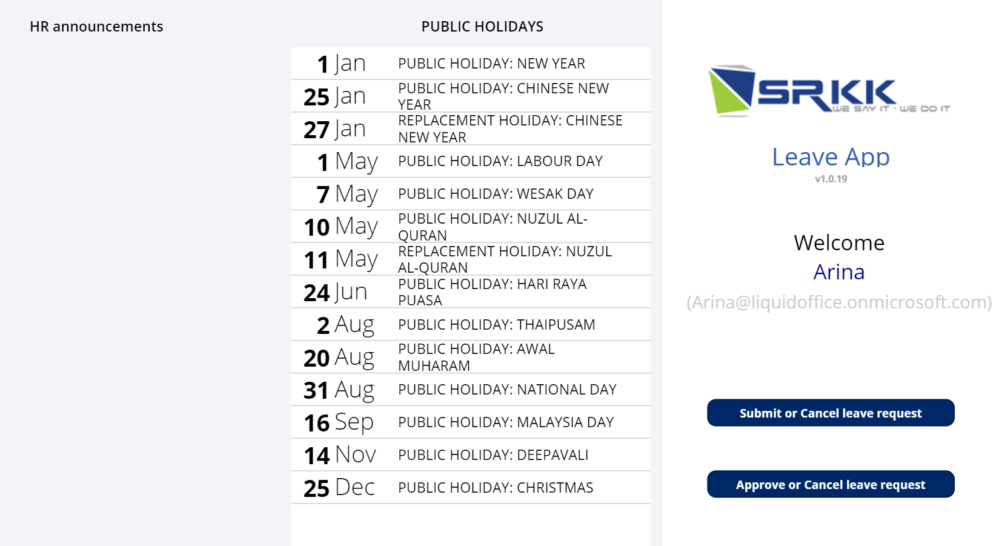 HR announcements
PUBLIC HOLIDAYS
1 Jan PUBLIC HOLIDAY: NEW YEAR
25 Jan PUBLIC HOLIDAY: CHINESE NEW
YEAR
27 Jan REPLACEMENT HOLIDAY: CHINESE
NEW YEAR
1 May PUBLIC HOLIDAY: LABOUR DAY
7 May PUBLIC HOLIDAY: WESAK DAY
10 May PUBLIC HOLIDAY: NUZUL AL-
QURAN
11 May REPLACEMENT HOLIDAY: NUZUL
AL-QURAN
24 Jun PUBLIC HOLIDAY: HARI RAYA
PUASA
2 Aug PUBLIC HOLIDAY: THAIPUSAM
20 Aug PUBLIC HOLIDAY: AWAL
MUHARAM
31 Aug PUBLIC HOLIDAY: NATIONAL DAY
16 Sep PUBLIC HOLIDAY: MALAYSIA DAY
14 Nov PUBLIC HOLIDAY: DEEPAVALI
25 Dec PUBLIC HOLIDAY: CHRISTMAS
SRKK
WE SAY IT · WE DO IT
Leave App
v1.0.19
Welcome
Arina
(Arina@liquidoffice.onmicrosoft.com)
Submit or Cancel leave request
Approve or Cancel leave request